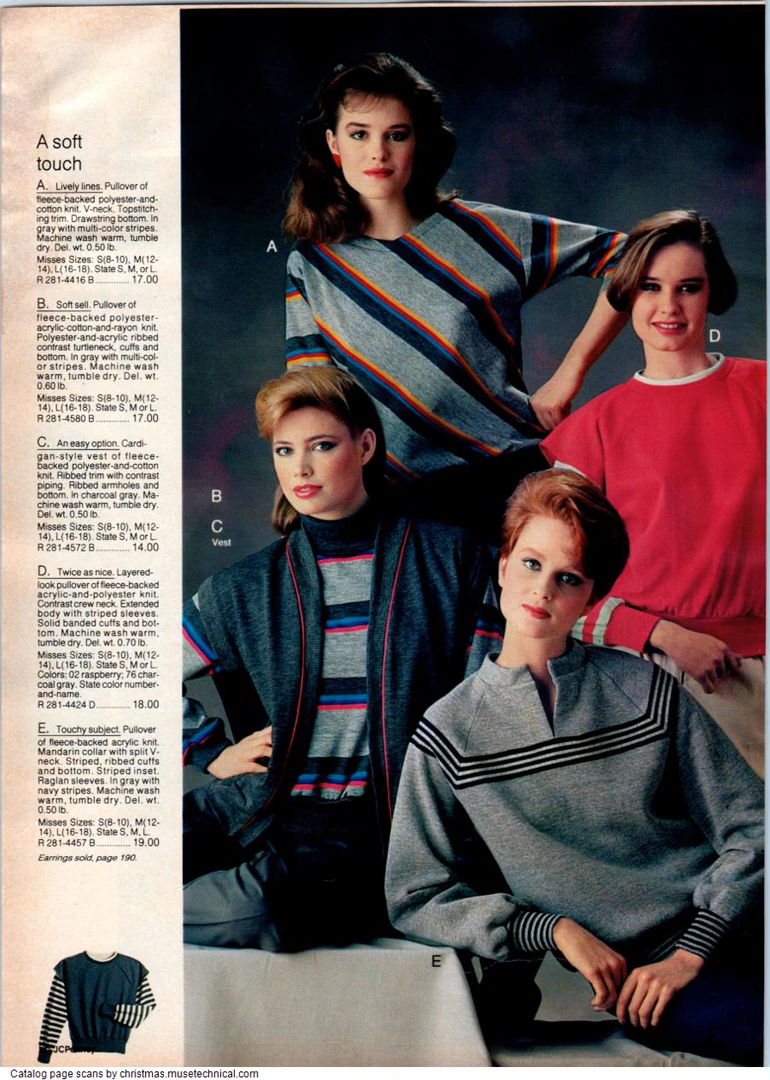 A soft
touch
A. Lively lines. Pullover of
fleece-backed polyester-and-
cotton knit. V-neck. Topstitch-
ing trim. Drawstring bottom. In
gray with multi-color stripes.
Machine wash warm, tumble
dry. Del. wt. 0.50 lb.
Misses Sizes: S(8-10), M(12-
14), L(16-18). State S, M, or L.
R 281-4416 B.............. 17.00
B. Soft sell. Pullover of
fleece-backed polyester-
acrylic-cotton-and-rayon knit.
Polyester-and-acrylic ribbed
contrast turtleneck, cuffs and
bottom. In gray with multi-col-
or stripes. Machine wash
warm, tumble dry. Del. wt.
0.60 lb.
Misses Sizes: S(8-10), M(12-
14), L(16-18). State S, M or L.
R 281-4580 B.............. 17.00
C. An easy option. Cardi-
gan-style vest of fleece-
backed polyester-and-cotton
knit. Ribbed trim with contrast
piping. Ribbed armholes and
bottom. In charcoal gray. Ma-
chine wash warm, tumble dry.
Del. wt. 0.50 lb.
Misses Sizes: S(8-10), M(12-
14), L(16-18). State S, M or L.
R 281-4572 B.............. 14.00
D. Twice as nice. Layered-
look pullover of fleece-backed
acrylic-and-polyester knit.
Contrast crew neck. Extended
body with striped sleeves.
Solid banded cuffs and bot-
tom. Machine wash warm,
tumble dry. Del. wt. 0.70 lb.
Misses Sizes: S(8-10), M(12-
14), L(16-18). State S, M or L.
Colors: 02 raspberry; 76 char-
coal gray. State color number-
and-name.
R 281-4424 D.............. 18.00
E. Touchy subject. Pullover
of fleece-backed acrylic knit.
Mandarin collar with split V-
neck. Striped, ribbed cuffs
and bottom. Striped inset.
Raglan sleeves. In gray with
navy stripes. Machine wash
warm, tumble dry. Del. wt.
0.50 lb.
Misses Sizes: S(8-10), M(12-
14), L(16-18). State S, M, L.
R 281-4457 B.............. 19.00
Earrings sold, page 190.
A
D
B
C
Vest
E
Catalog page scans by christmas.musetechnical.com